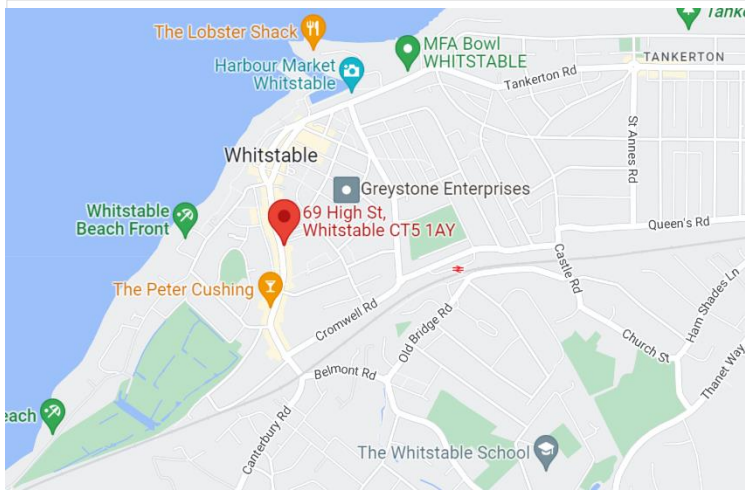 The Lobster Shack
Tanke
MFA Bowl
WHITSTABLE
Harbour Market
Whitstable
TANKERTON
Tankerton Rd
St Annes Rd
Whitstable
Greystone Enterprises
Whitstable
Beach Front
69 High St,
Whitstable CT5 1AY
Queen's Rd
Castle Rd
The Peter Cushing
Cromwell Rd
Old Bridge Rd
Ham Shades Ln
Church St
Thanet Way
Belmont Rd
each
Canterbury Rd
The Whitstable School